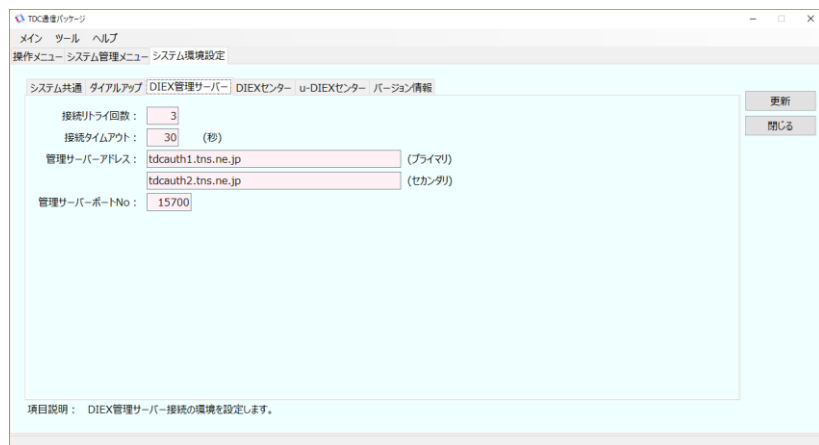 TDC通信パッケージ
メイン ツール ヘルプ
操作メニュー システム管理メニュー システム環境設定
システム共通 ダイアルアップ DIEX管理サーバー DIEXセンター u-DIEXセンター バージョン情報
更新
閉じる
接続リトライ回数： 3
接続タイムアウト： 30 (秒)
管理サーバーアドレス： tdcauth1.tns.ne.jp (プライマリ)
tdcauth2.tns.ne.jp (セカンダリ)
管理サーバーポートNo： 15700
項目説明： DIEX管理サーバー接続の環境を設定します。